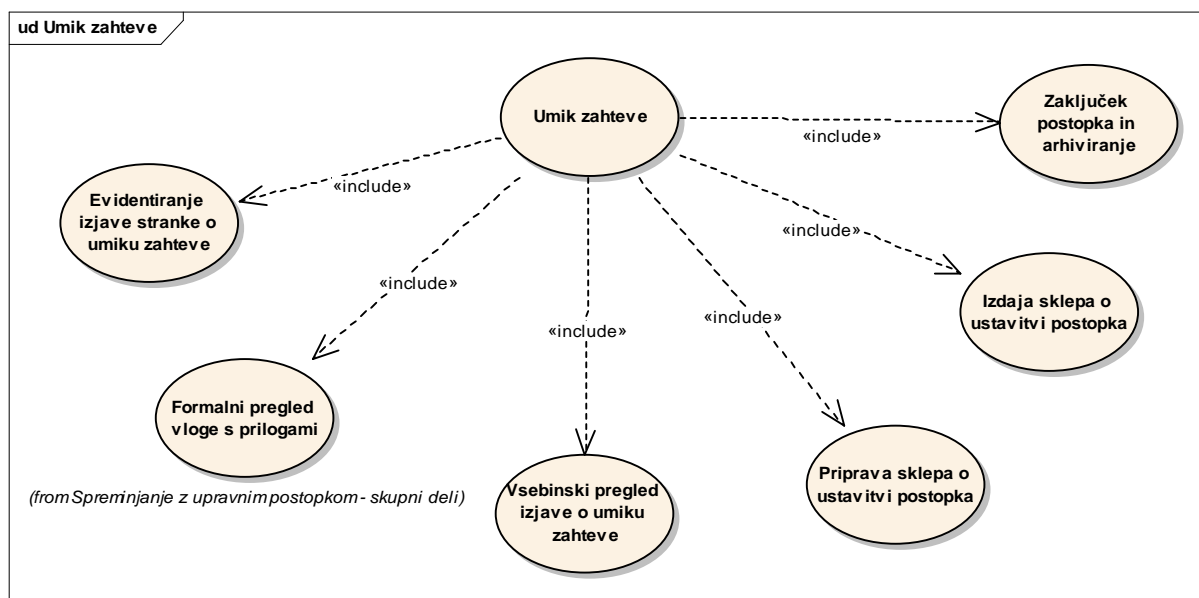 ud Umik zahteve
Umik zahteve
Zaključek
postopka in
arhiviranje
«include»
Evidentiranje
izjave stranke o
umiku zahteve
«include»
«include»
Izdaja sklepa o
ustavitvi postopka
«include»
Formalni pregled
vloge s prilogami
(from Spreminjanje z upravnim postopkom - skupni deli)
«include»
Vsebinski pregled
izjave o umiku
zahteve
«include»
Priprava sklepa o
ustavitvi postopka